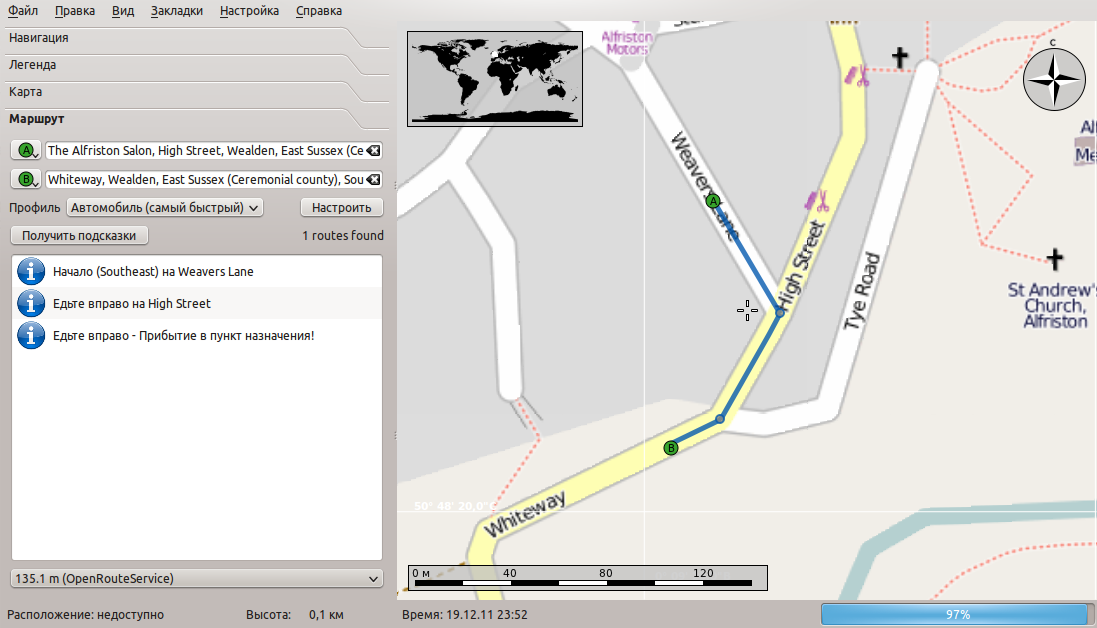 Файл Правка Вид Закладки Настройка Справка
Навигация
Легенда
Карта
Маршрут
A The Alfriston Salon, High Street, Wealden, East Sussex (Ce
B Whiteway, Wealden, East Sussex (Ceremonial county), Sou
Профиль Автомобиль (самый быстрый) Настроить
Получить подсказки 1 routes found
Начало (Southeast) на Weavers Lane
Едьте вправо на High Street
Едьте вправо - Прибытие в пункт назначения!
135.1 m (OpenRouteService)
Расположение: недоступно Высота: 0,1 км Время: 19.12.11 23:52 97%
Alfriston
Motors
Inn
С
Weavers Lane
A
High Street
Tye Road
Al
Me
St Andrew's
Church,
Alfriston
B
50° 48' 20,0"С
Whiteway
0 м 40 80 120